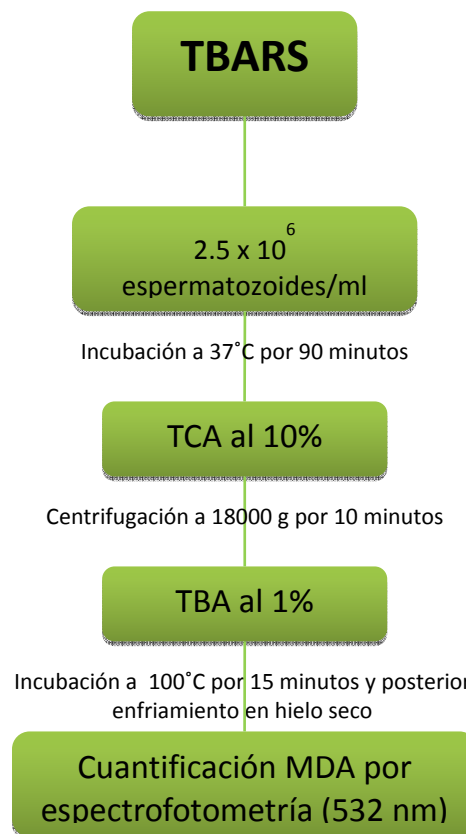 TBARS
2.5 x 10⁶
espermatozoides/ml
Incubación a 37˚C por 90 minutos
TCA al 10%
Centrifugación a 18000 g por 10 minutos
TBA al 1%
Incubación a 100˚C por 15 minutos y posterior
enfriamiento en hielo seco
Cuantificación MDA por
espectrofotometría (532 nm)